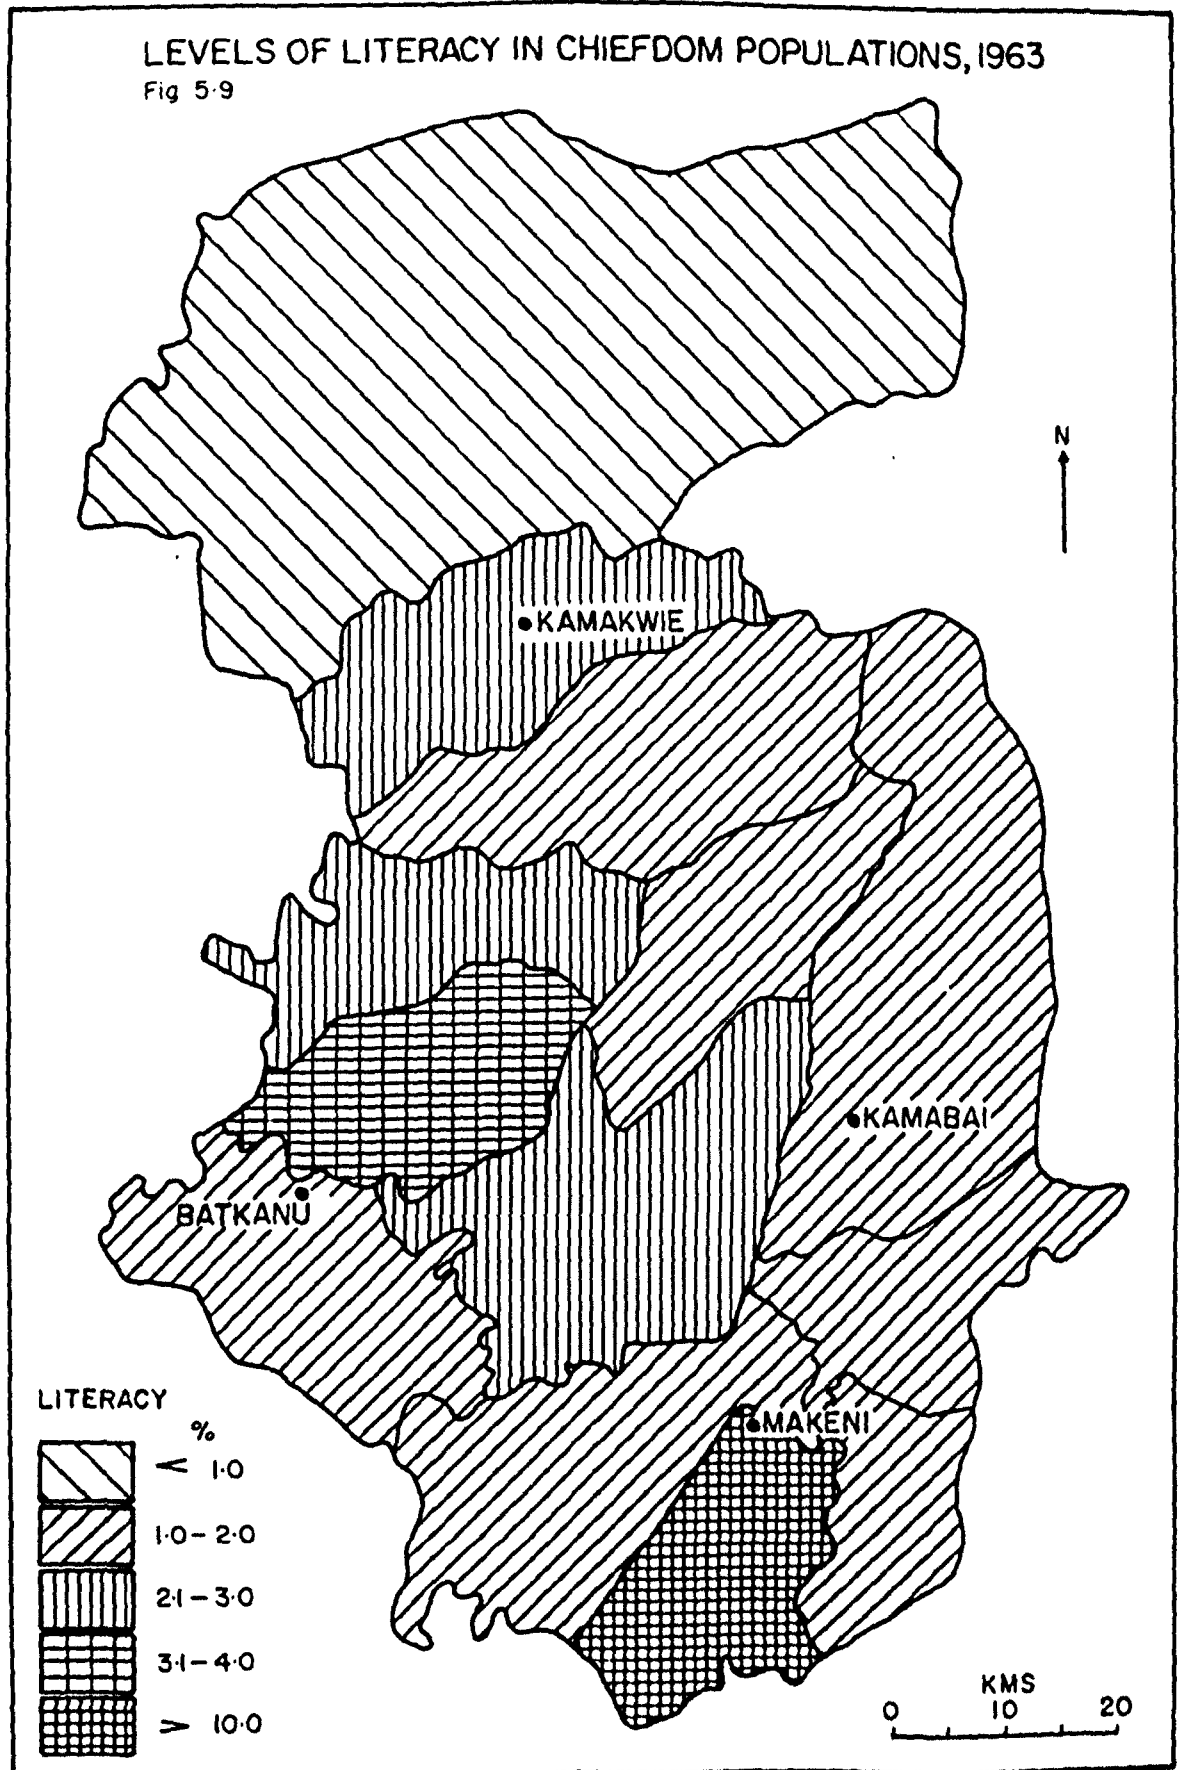 LEVELS OF LITERACY IN CHIEFDOM POPULATIONS, 1963
Fig 5·9
N
KAMAKWIE
KAMABAI
BATKANU
MAKENI
LITERACY
%
< 1·0
1·0 – 2·0
2·1 – 3·0
3·1 – 4·0
> 10·0
KMS
0 10 20